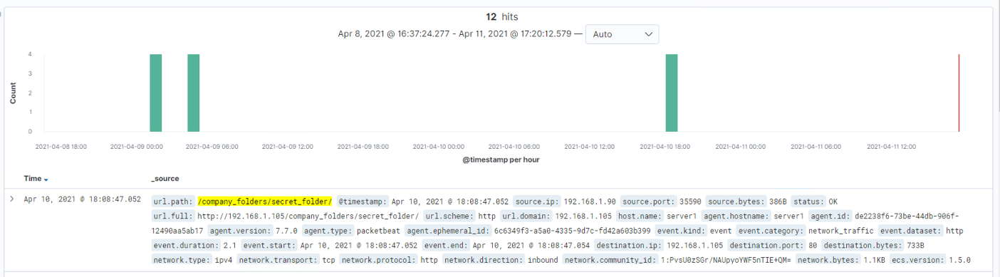 12 hits
Apr 8, 2021 @ 16:37:24.277 - Apr 11, 2021 @ 17:20:12.579 — Auto
4
3
2
1
0
Count
2021-04-08 18:00 2021-04-09 00:00 2021-04-09 06:00 2021-04-09 12:00 2021-04-09 18:00 2021-04-10 00:00 2021-04-10 06:00 2021-04-10 12:00 2021-04-10 18:00 2021-04-11 00:00 2021-04-11 06:00 2021-04-11 12:00
@timestamp per hour
Time _source
Apr 10, 2021 @ 18:08:47.052 url.path: /company_folders/secret_folder/ @timestamp: Apr 10, 2021 @ 18:08:47.052 source.ip: 192.168.1.90 source.port: 35590 source.bytes: 386B status: OK
url.full: http://192.168.1.105/company_folders/secret_folder/ url.scheme: http url.domain: 192.168.1.105 host.name: server1 agent.hostname: server1 agent.id: de2238f6-73be-44db-906f-
12490aa5ab17 agent.version: 7.7.0 agent.type: packetbeat agent.ephemeral_id: 6c6349f3-a5a0-4335-9d7c-fd42a603b399 event.kind: event event.category: network_traffic event.dataset: http
event.duration: 2.1 event.start: Apr 10, 2021 @ 18:08:47.052 event.end: Apr 10, 2021 @ 18:08:47.054 destination.ip: 192.168.1.105 destination.port: 80 destination.bytes: 733B
network.type: ipv4 network.transport: tcp network.protocol: http network.direction: inbound network.community_id: 1:PvsU0zSGr/NAUpyoYWF5nTIE+QM= network.bytes: 1.1KB ecs.version: 1.5.0